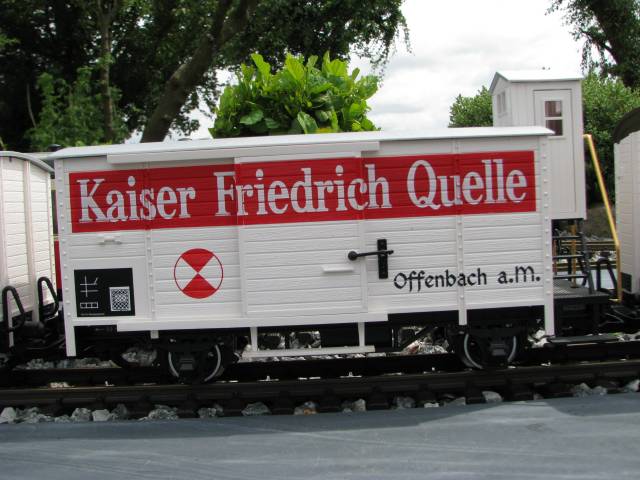 Kaiser Friedrich Quelle
Offenbach a.M.